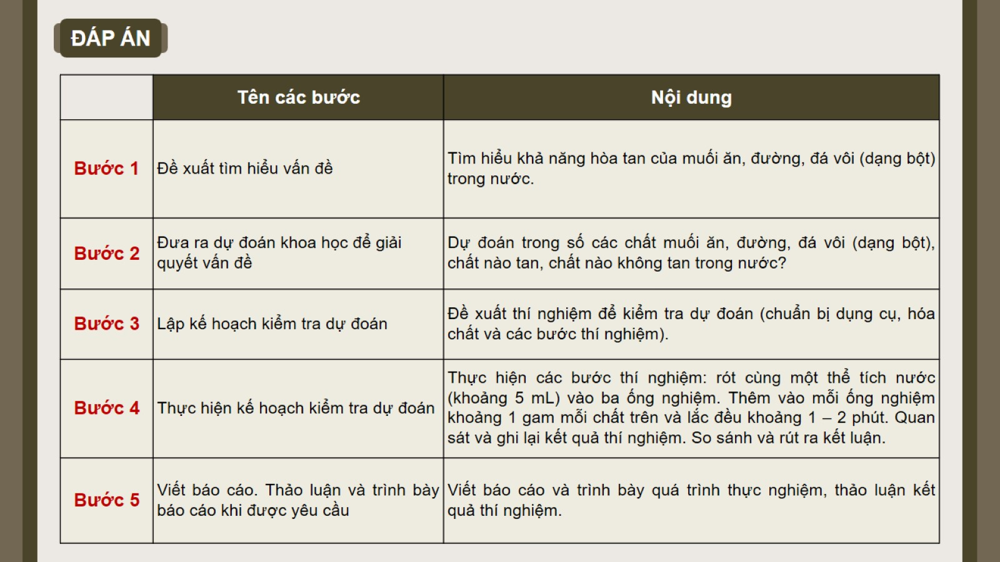 ĐÁP ÁN
Tên các bước
Nội dung
Bước 1
Đề xuất tìm hiểu vấn đề
Tìm hiểu khả năng hòa tan của muối ăn, đường, đá vôi (dạng bột)
trong nước.
Bước 2
Đưa ra dự đoán khoa học để giải
quyết vấn đề
Dự đoán trong số các chất muối ăn, đường, đá vôi (dạng bột),
chất nào tan, chất nào không tan trong nước?
Bước 3
Lập kế hoạch kiểm tra dự đoán
Đề xuất thí nghiệm để kiểm tra dự đoán (chuẩn bị dụng cụ, hóa
chất và các bước thí nghiệm).
Bước 4
Thực hiện kế hoạch kiểm tra dự đoán
Thực hiện các bước thí nghiệm: rót cùng một thể tích nước
(khoảng 5 mL) vào ba ống nghiệm. Thêm vào mỗi ống nghiệm
khoảng 1 gam mỗi chất trên và lắc đều khoảng 1 – 2 phút. Quan
sát và ghi lại kết quả thí nghiệm. So sánh và rút ra kết luận.
Bước 5
Viết báo cáo. Thảo luận và trình bày
báo cáo khi được yêu cầu
Viết báo cáo và trình bày quá trình thực nghiệm, thảo luận kết
quả thí nghiệm.